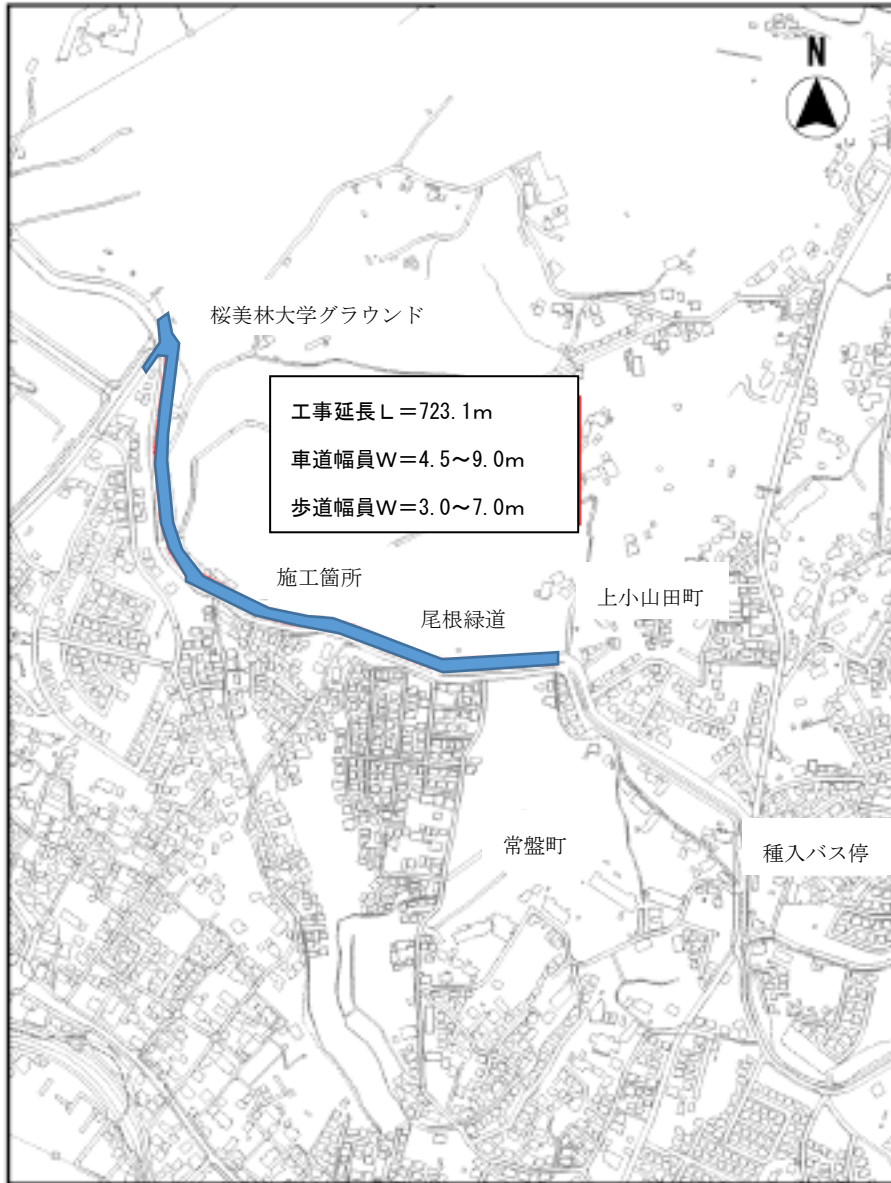 N
桜美林大学グラウンド
工事延長L=723.1m
車道幅員W=4.5~9.0m
歩道幅員W=3.0~7.0m
施工箇所
上小山田町
尾根緑道
常盤町
種入バス停